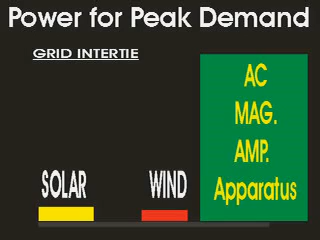 Power for Peak Demand
GRID INTERTIE
AC
MAG.
AMP.
Apparatus
SOLAR
WIND